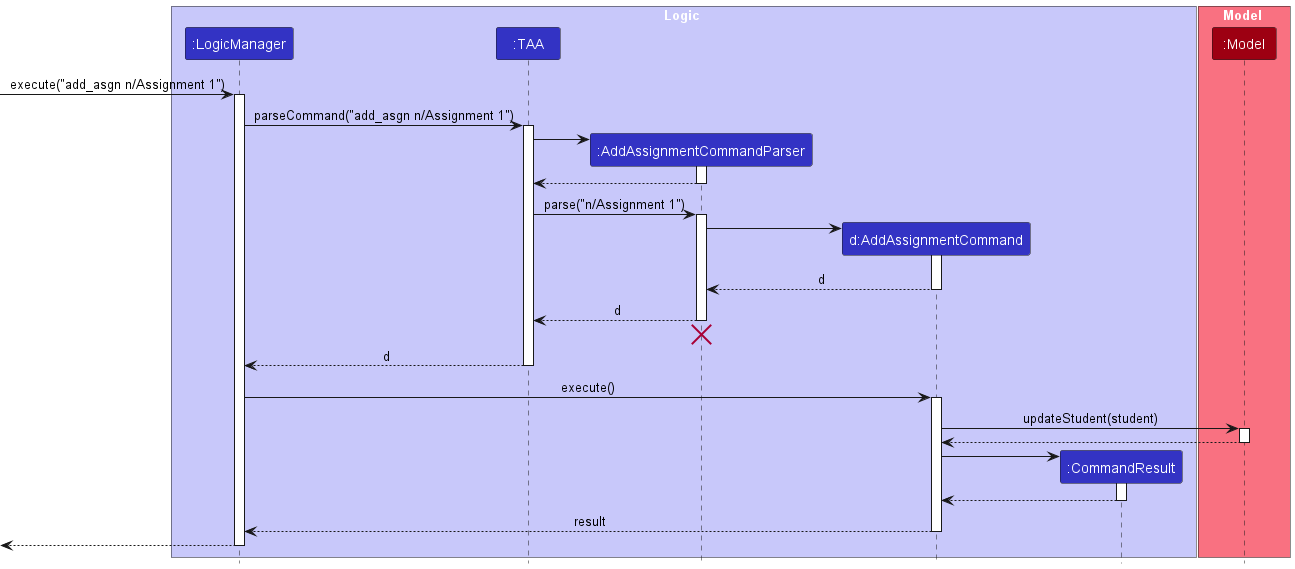 Logic
Model
:LogicManager
:TAA
:Model
execute("add_asgn n/Assignment 1")
parseCommand("add_asgn n/Assignment 1")
:AddAssignmentCommandParser
parse("n/Assignment 1")
d:AddAssignmentCommand
d
d
d
execute()
updateStudent(student)
:CommandResult
result